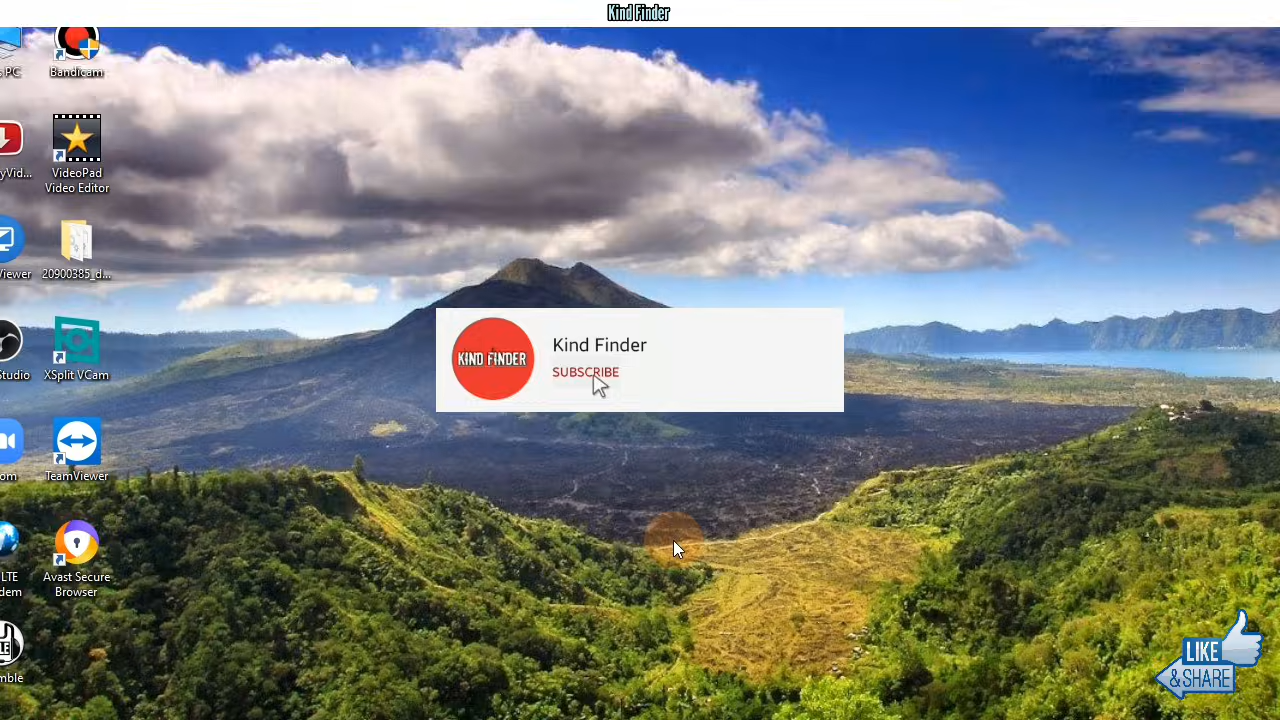 Kind Finder
PC
Bandicam
yVid...
VideoPad
Video Editor
Viewer
20900385_d...
Studio
XSplit VCam
om
TeamViewer
LTE
dem
Avast Secure
Browser
mble
KIND FINDER
Kind Finder
SUBSCRIBE
LIKE
& SHARE